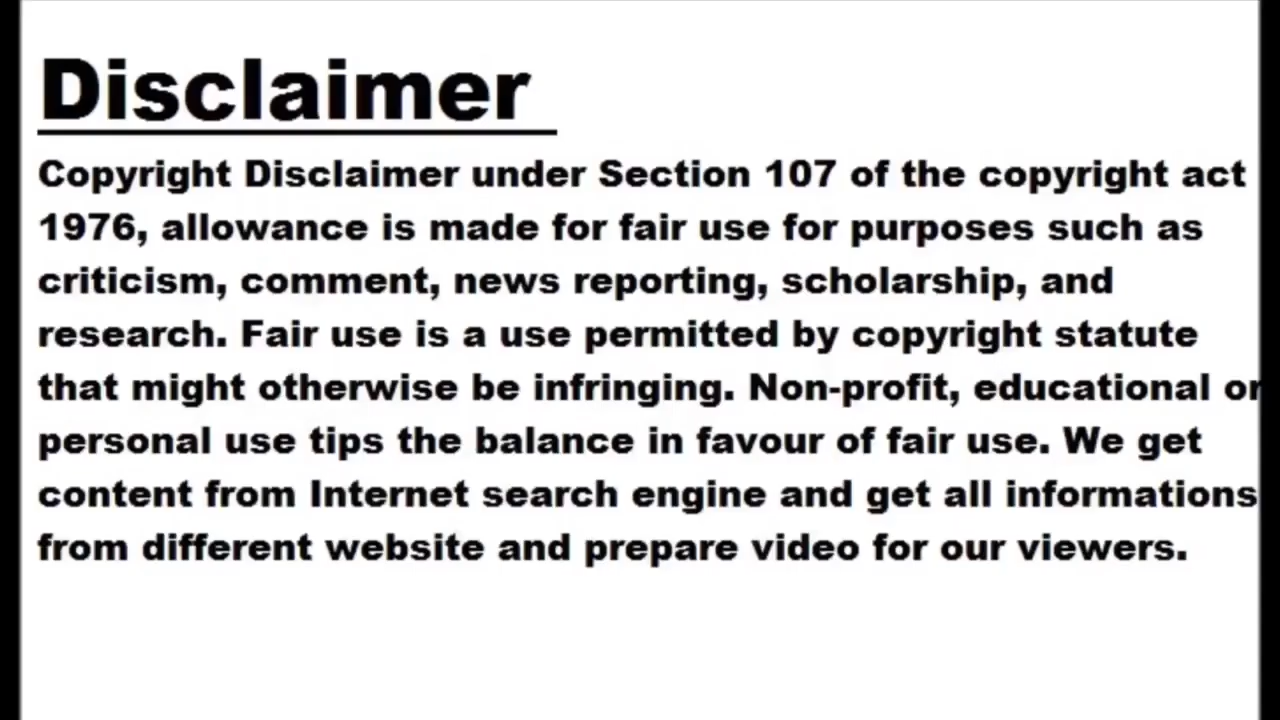 Disclaimer
Copyright Disclaimer under Section 107 of the copyright act
1976, allowance is made for fair use for purposes such as
criticism, comment, news reporting, scholarship, and
research. Fair use is a use permitted by copyright statute
that might otherwise be infringing. Non-profit, educational or
personal use tips the balance in favour of fair use. We get
content from Internet search engine and get all informations
from different website and prepare video for our viewers.